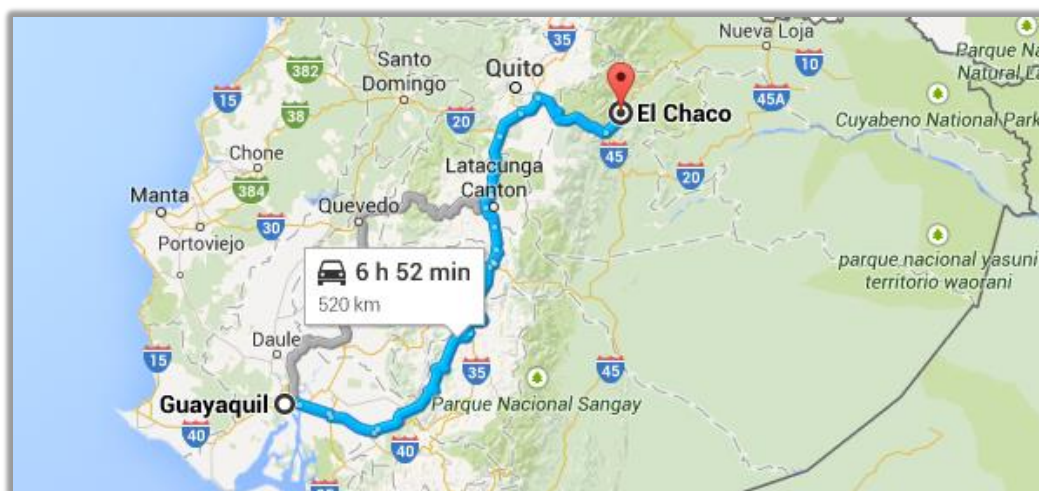 35
Nueva Loja
Parque Na
Natural La
382
Santo
Domingo
Quito
10
15
38
20
El Chaco
45A
Cuyabeno National Park
Chone
384
Latacunga
Canton
45
20
Manta
Quevedo
30
Portoviejo
6 h 52 min
520 km
parque nacional yasuni
territorio waorani
Daule
15
35
45
Guayaquil
Parque Nacional Sangay
40
40